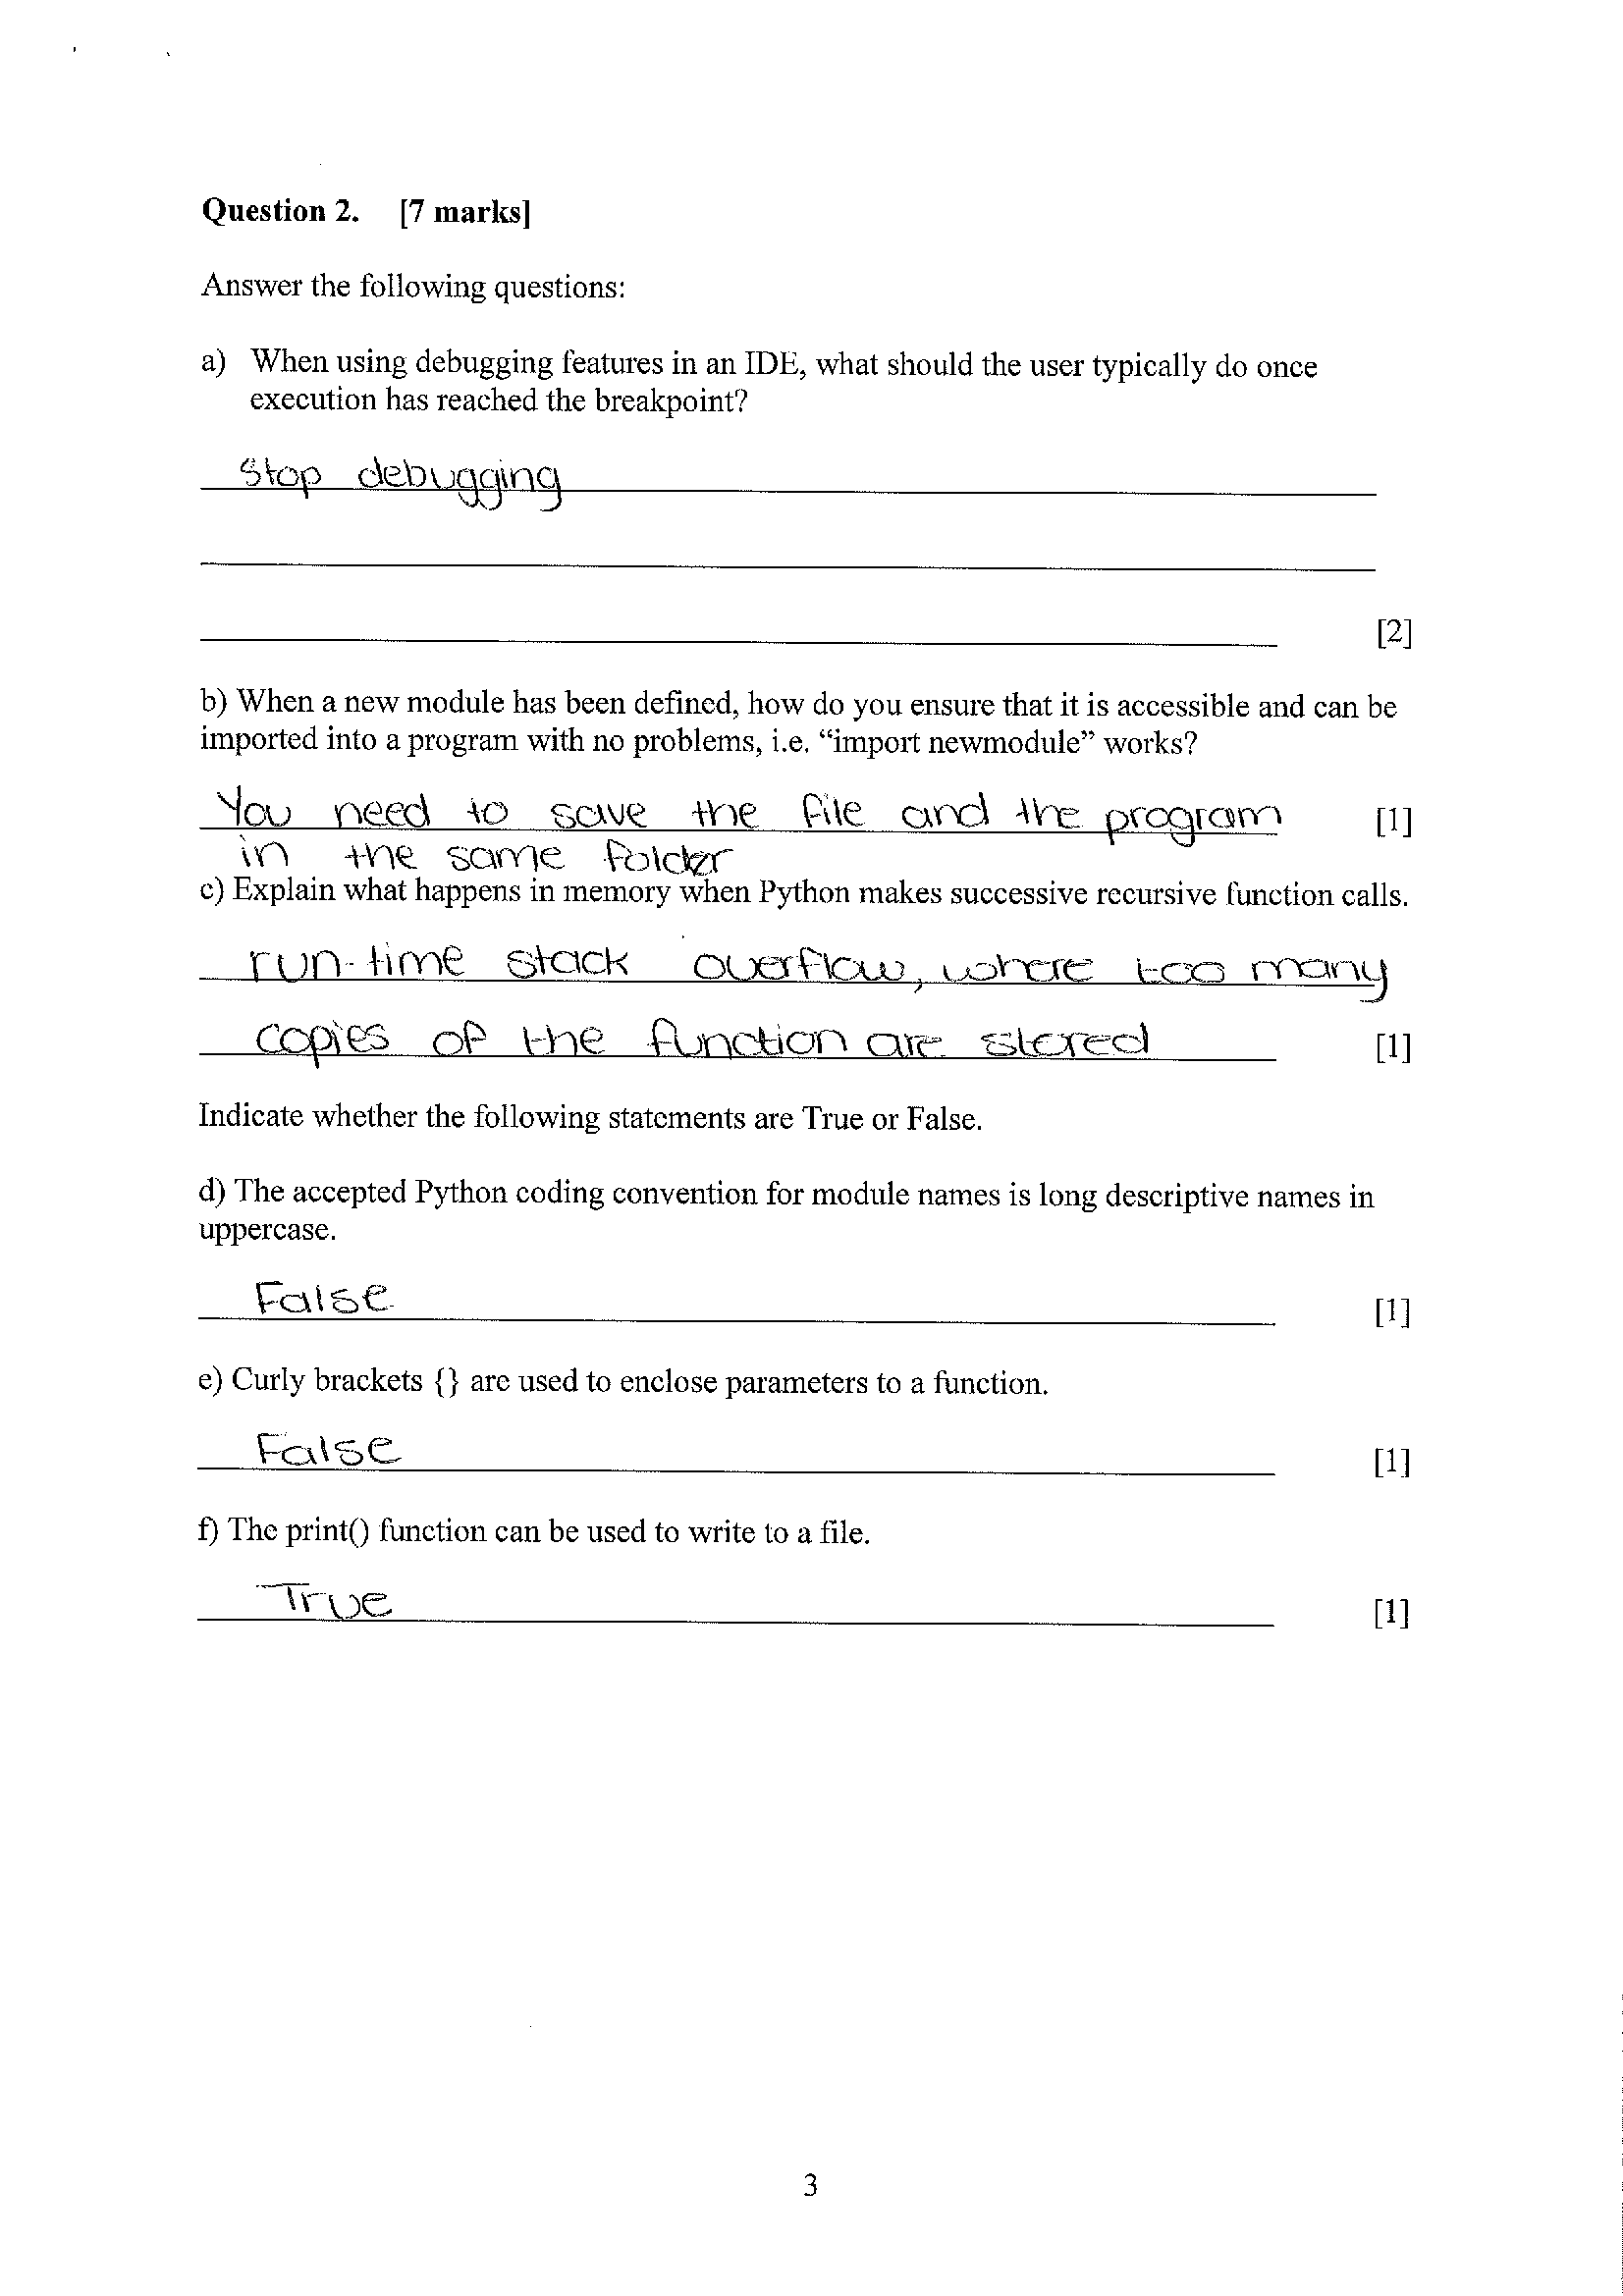 Question 2. [7 marks]
Answer the following questions:
a) When using debugging features in an IDE, what should the user typically do once
execution has reached the breakpoint?
Stop debugging
[2]
b) When a new module has been defined, how do you ensure that it is accessible and can be
imported into a program with no problems, i.e. “import newmodule” works?
You need to save the file and the program [1]
in the same folder
c) Explain what happens in memory when Python makes successive recursive function calls.
run-time stack overflow, where too many
copies of the function are stored [1]
Indicate whether the following statements are True or False.
d) The accepted Python coding convention for module names is long descriptive names in
uppercase.
False [1]
e) Curly brackets {} are used to enclose parameters to a function.
False [1]
f) The print() function can be used to write to a file.
True [1]
3